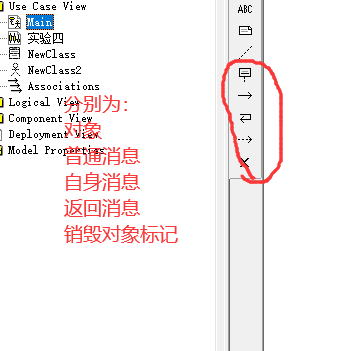 Use Case View
Main
实验四
NewClass
NewClass2
Associations
Logical View
Component View
Deployment View
Model Properties
ABC
分别为：
对象
普通消息
自身消息
返回消息
销毁对象标记